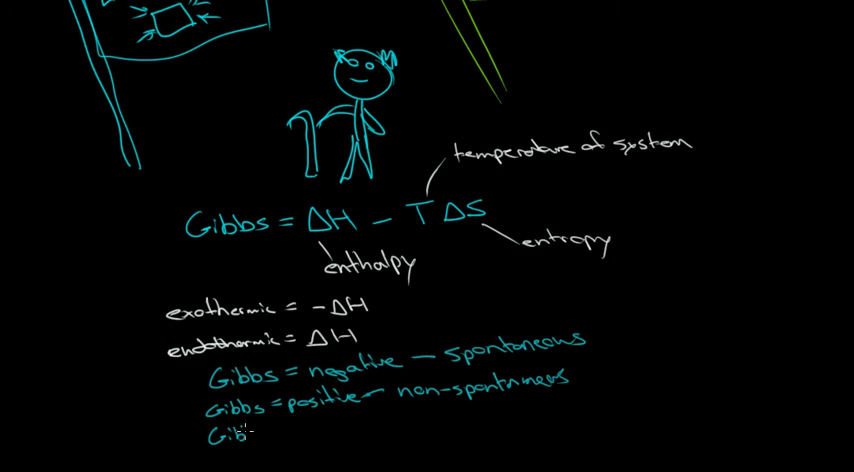 temperature of system
Gibbs = ΔH - T ΔS
entropy
enthalpy
exothermic = -ΔH
endothermic = ΔH
Gibbs = negative - spontaneous
Gibbs = positive - non-spontaneous
Gib